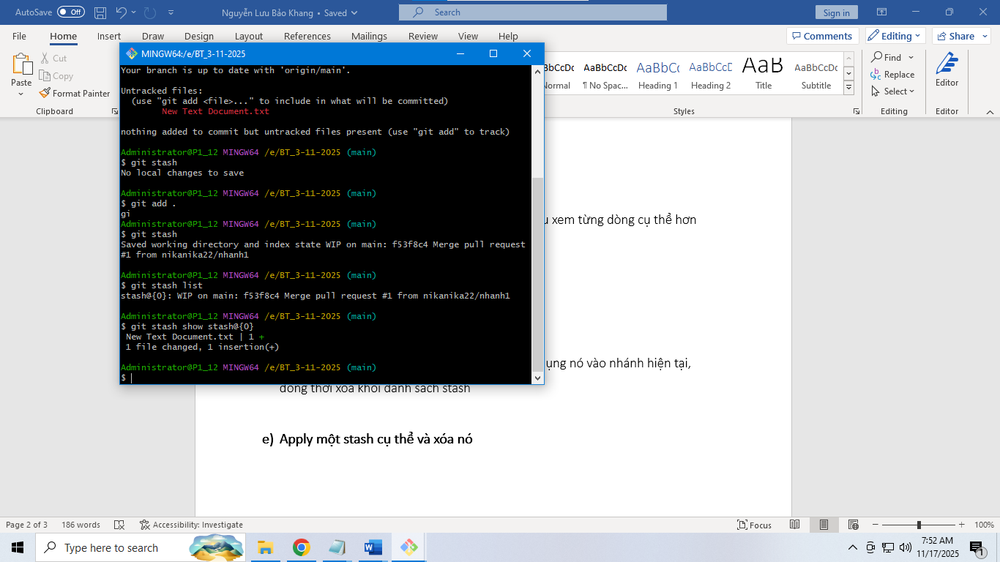 AutoSave Off Nguyễn Lưu Bảo Khang • Saved Search Sign in
File Home Insert Draw Design Layout References Mailings Review View Help Comments Editing Share
Paste
Cut
Copy
Format Painter
Clipboard
MINGW64:/e/BT_3-11-2025
Your branch is up to date with 'origin/main'.
Untracked files:
(use "git add <file>..." to include in what will be committed)
New Text Document.txt
nothing added to commit but untracked files present (use "git add" to track)
Administrator@P1_12 MINGW64 /e/BT_3-11-2025 (main)
$ git stash
No local changes to save
Administrator@P1_12 MINGW64 /e/BT_3-11-2025 (main)
$ git add .
gi
Administrator@P1_12 MINGW64 /e/BT_3-11-2025 (main)
$ git stash
Saved working directory and index state WIP on main: f53f8c4 Merge pull request
#1 from nikanika22/nhanh1
Administrator@P1_12 MINGW64 /e/BT_3-11-2025 (main)
$ git stash list
stash@{0}: WIP on main: f53f8c4 Merge pull request #1 from nikanika22/nhanh1
Administrator@P1_12 MINGW64 /e/BT_3-11-2025 (main)
$ git stash show stash@{0}
New Text Document.txt | 1 +
1 file changed, 1 insertion(+)
Administrator@P1_12 MINGW64 /e/BT_3-11-2025 (main)
$
AaBbCcDc AaBbCc AaBbCcD AaB AaBbCcDc
¶ No Spac... Heading 1 Heading 2 Title Subtitle
Styles
Find
Replace
Select
Editing
Editor
Editor
xem từng dòng cụ thể hơn
ụng nó vào nhánh hiện tại,
đồng thời xóa khỏi danh sách stash
e) Apply một stash cụ thể và xóa nó
Page 2 of 3 186 words Accessibility: Investigate Focus 100%
Type here to search
7:52 AM
11/17/2025
1